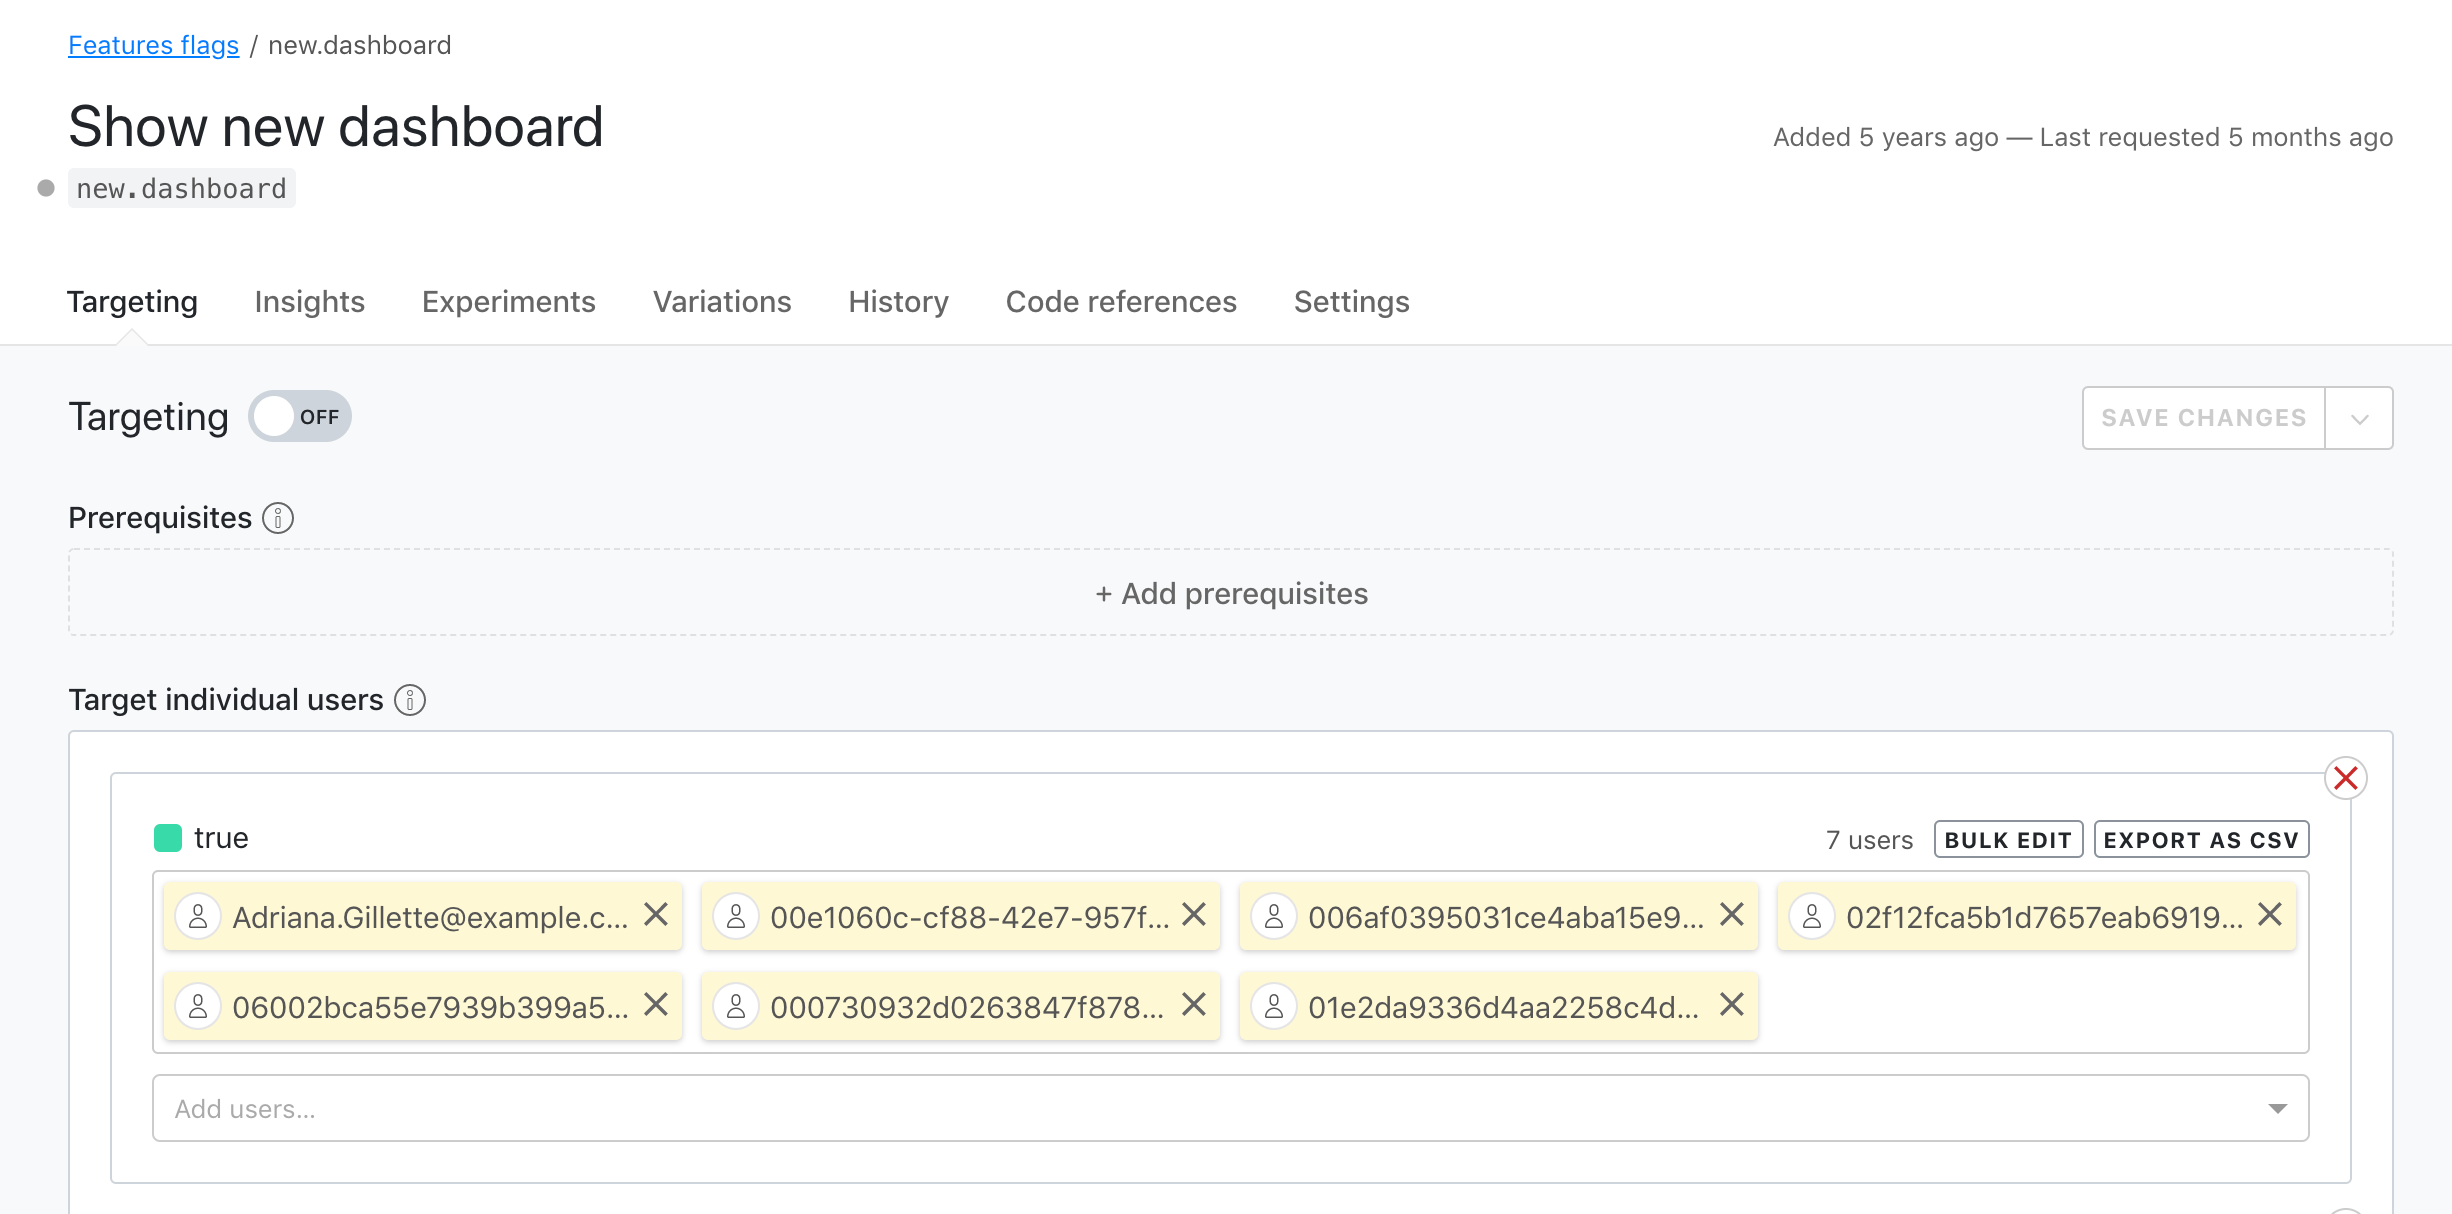 Features flags / new.dashboard
Show new dashboard
Added 5 years ago — Last requested 5 months ago
new.dashboard
Targeting Insights Experiments Variations History Code references Settings
Targeting OFF
SAVE CHANGES
Prerequisites
+ Add prerequisites
Target individual users
true
7 users BULK EDIT EXPORT AS CSV
Adriana.Gillette@example.c... 00e1060c-cf88-42e7-957f... 006af0395031ce4aba15e9... 02f12fca5b1d7657eab6919...
06002bca55e7939b399a5... 000730932d0263847f878... 01e2da9336d4aa2258c4d...
Add users...